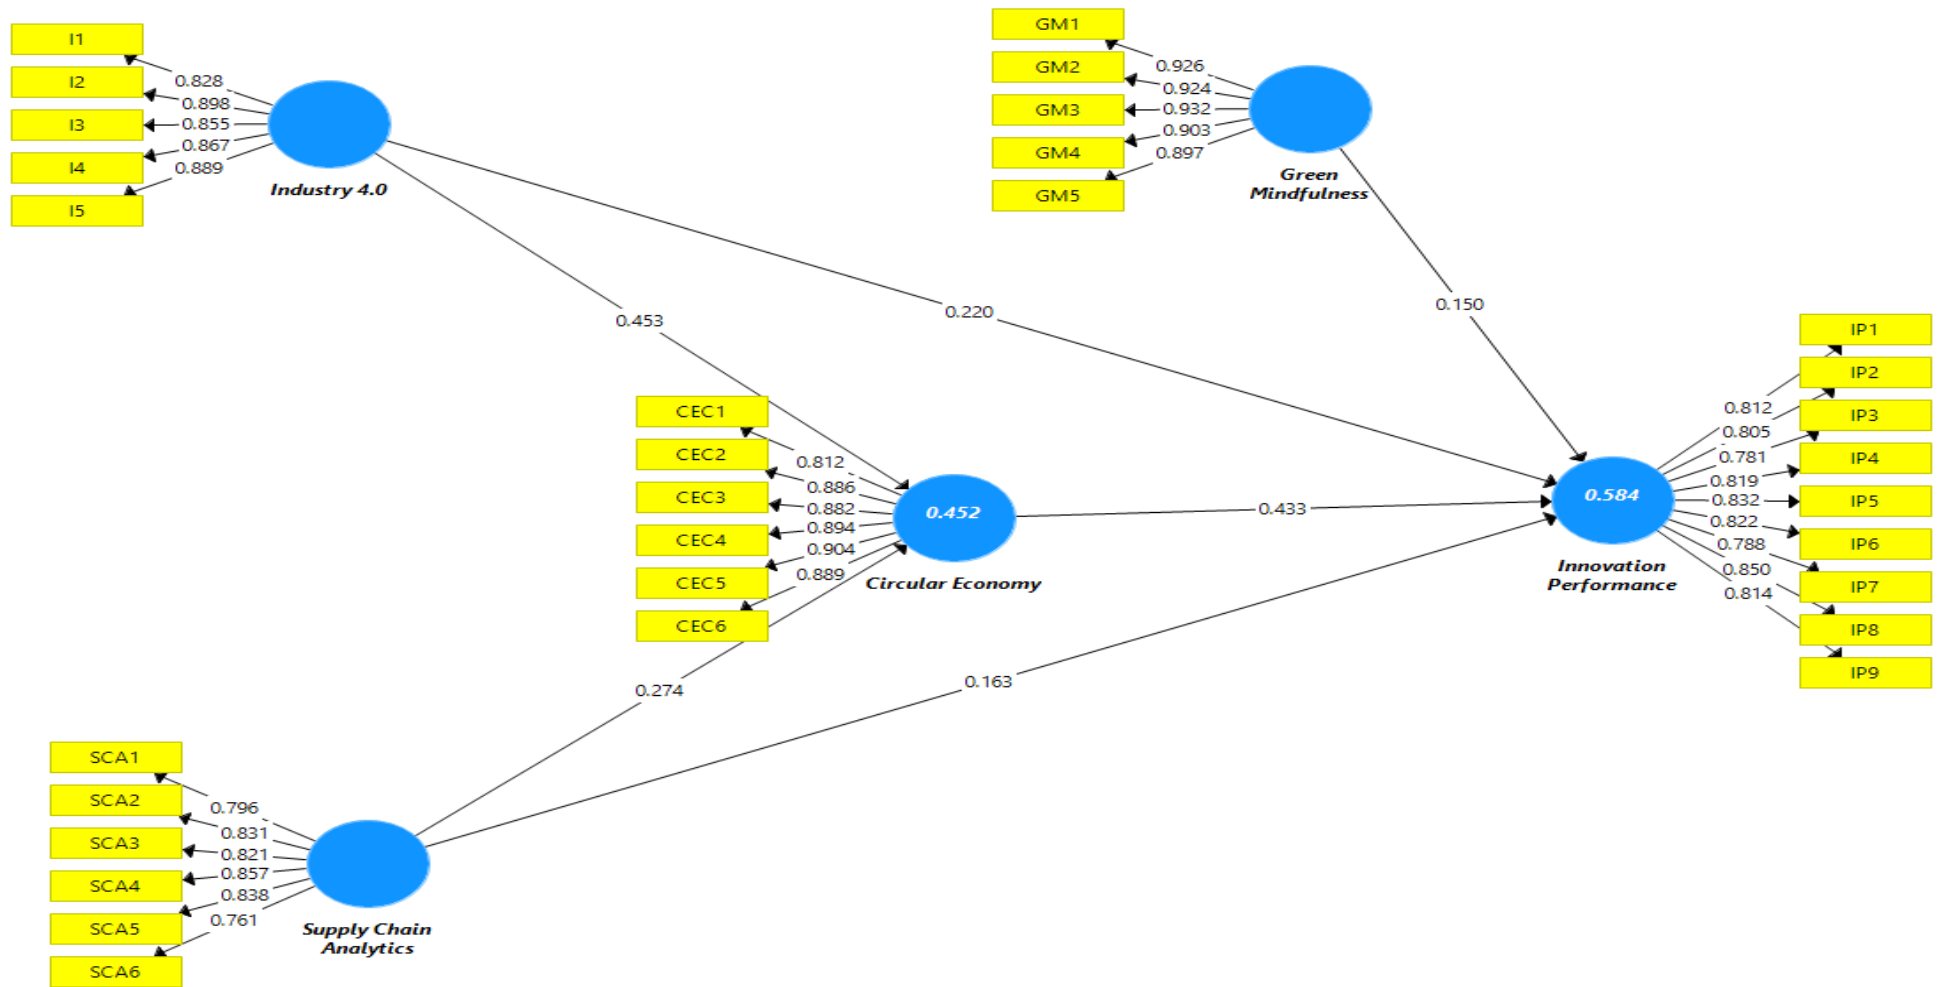 I1
I2
I3
I4
I5
0.828
0.898
0.855
0.867
0.889
Industry 4.0
GM1
GM2
GM3
GM4
GM5
0.926
0.924
0.932
0.903
0.897
Green
Mindfulness
0.453
0.220
0.150
CEC1
CEC2
CEC3
CEC4
CEC5
CEC6
0.812
0.886
0.882
0.894
0.904
0.889
0.452
Circular Economy
0.433
IP1
IP2
IP3
IP4
IP5
IP6
IP7
IP8
IP9
0.812
0.805
0.781
0.819
0.832
0.822
0.788
0.850
0.814
0.584
Innovation
Performance
0.274
0.163
SCA1
SCA2
SCA3
SCA4
SCA5
SCA6
0.796
0.831
0.821
0.857
0.838
0.761
Supply Chain
Analytics